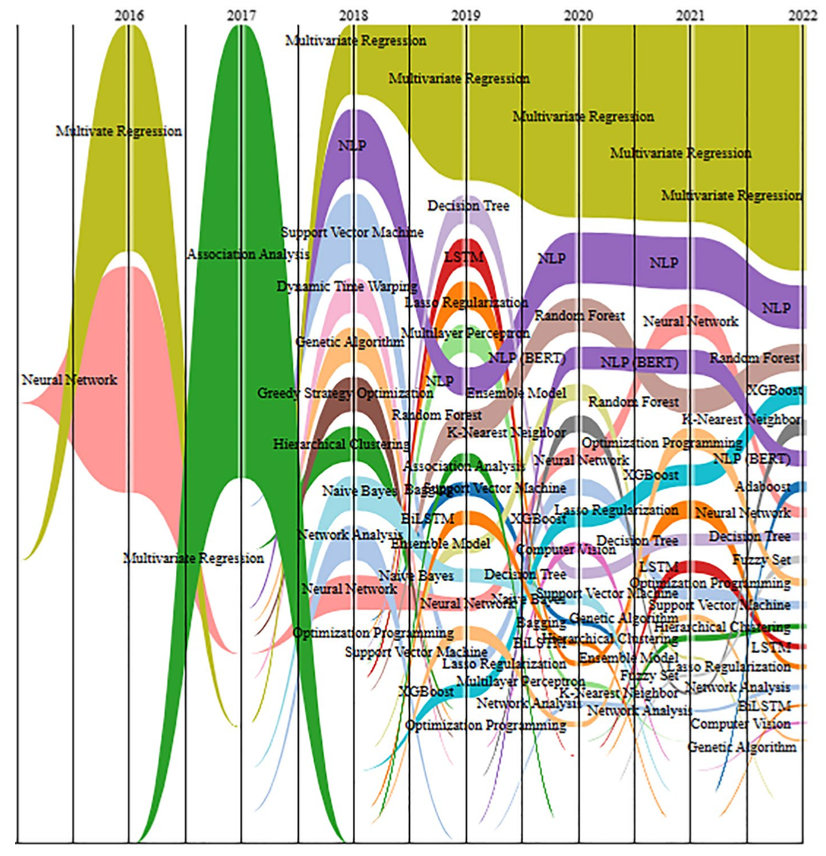 2016 2017 2018 2019 2020 2021 2022
Multivariate Regression
Multivariate Regression
Multivariate Regression
Multivate Regression
NLP
Multivariate Regression
Multivariate Regression
Decision Tree
Support Vector Machine
Association Analysis
LSTM
NLP
NLP
Dynamic Time Warping
Lasso Regularization
NLP
Random Forest
Neural Network
Multilayer Perceptron
Genetic Algorithm
NLP (BERT)
NLP (BERT)
Random Forest
Neural Network
NLP
Greedy Strategy Optimization
Ensemble Model
XGBoost
Random Forest
Random Forest
K-Nearest Neighbor
K-Nearest Neighbor
Hierarchical Clustering
Optimization Programming
Neural Network
NLP (BERT)
Association Analysis
XGBoost
Naive Bayes
Bagging
Support Vector Machine
Adaboost
Lasso Regularization
Neural Network
BiLSTM
XGBoost
Network Analysis
Decision Tree
Decision Tree
Ensemble Model
Computer Vision
Multivariate Regression
Fuzzy Set
LSTM
Naive Bayes
Decision Tree
Optimization Programming
Neural Network
Support Vector Machine
Naive Bayes
Neural Network
Support Vector Machine
Bagging
Genetic Algorithm
Hierarchical Clustering
Optimization Programming
BiLSTM
Hierarchical Clustering
LSTM
Support Vector Machine
Ensemble Model
Lasso Regularization
Lasso Regularization
Fuzzy Set
Multilayer Perceptron
Network Analysis
XGBoost
K-Nearest Neighbor
Network Analysis
BiLSTM
Network Analysis
Optimization Programming
Computer Vision
Genetic Algorithm